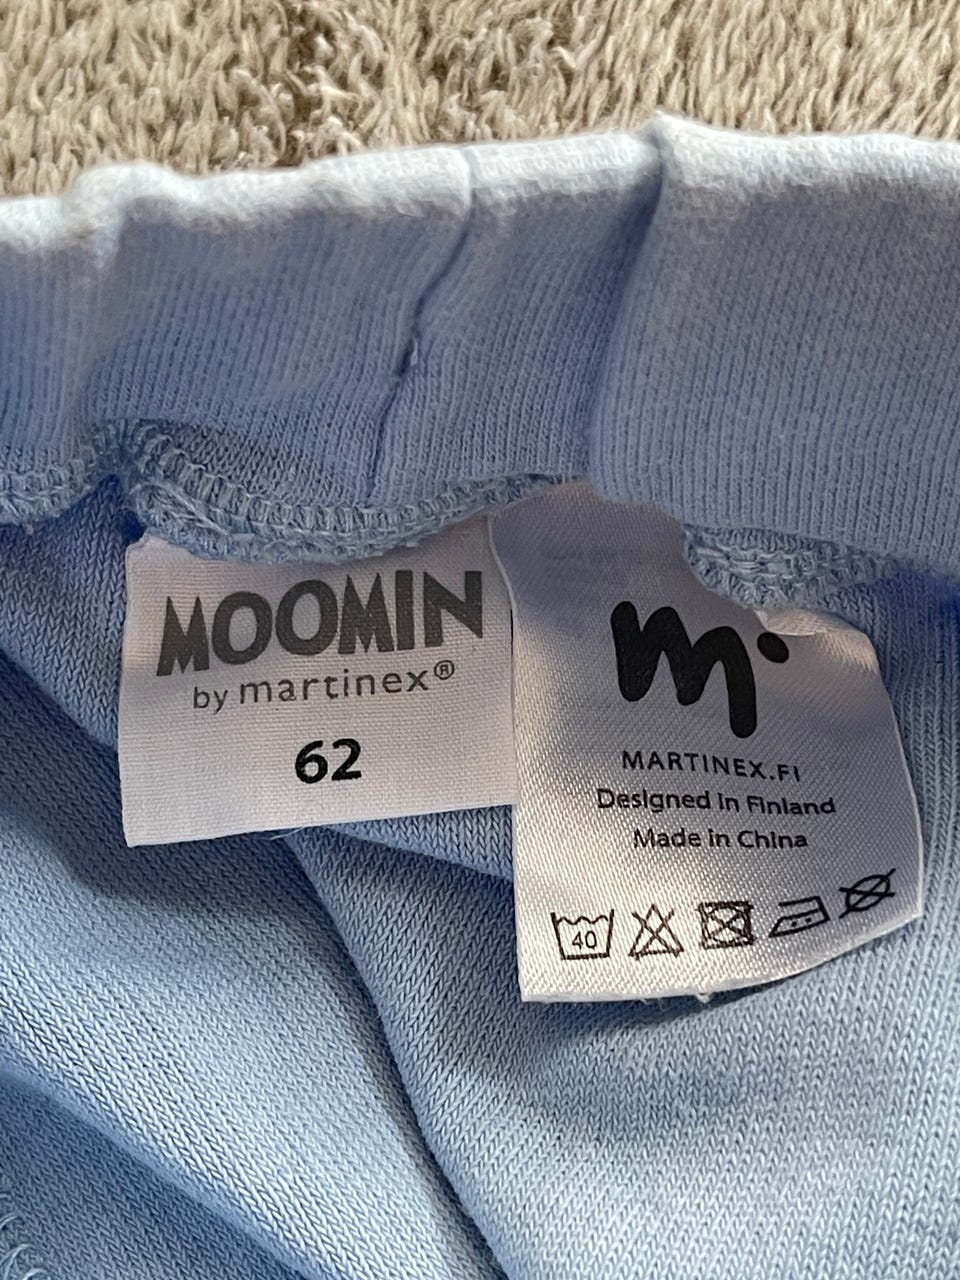 MOOMIN
by martinex®
62
m
MARTINEX.FI
Designed in Finland
Made in China
40